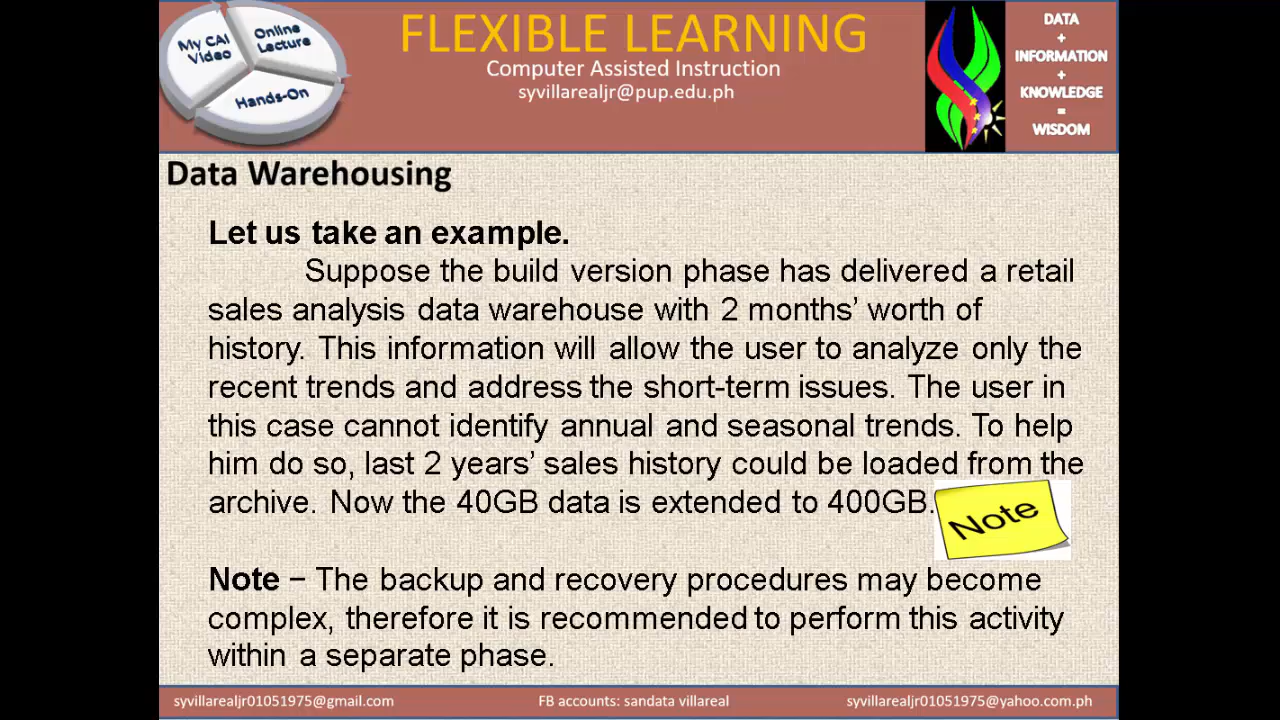 My CAI
Video
Online
Lecture
Hands-On
FLEXIBLE LEARNING
Computer Assisted Instruction
syvillarealjr@pup.edu.ph
DATA
+
INFORMATION
+
KNOWLEDGE
=
WISDOM
Data Warehousing
Let us take an example.
Suppose the build version phase has delivered a retail
sales analysis data warehouse with 2 months’ worth of
history. This information will allow the user to analyze only the
recent trends and address the short-term issues. The user in
this case cannot identify annual and seasonal trends. To help
him do so, last 2 years’ sales history could be loaded from the
archive. Now the 40GB data is extended to 400GB.
Note
Note − The backup and recovery procedures may become
complex, therefore it is recommended to perform this activity
within a separate phase.
syvillarealjr01051975@gmail.com
FB accounts: sandata villareal
syvillarealjr01051975@yahoo.com.ph